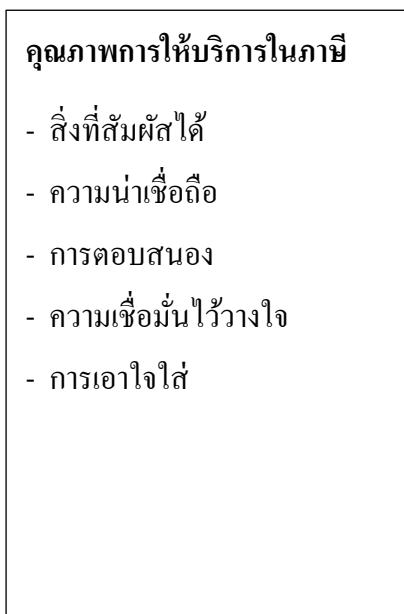 คุณภาพการให้บริการในภาษี
- สิ่งที่สัมผัสได้
- ความน่าเชื่อถือ
- การตอบสนอง
- ความเชื่อมั่นไว้วางใจ
- การเอาใจใส่